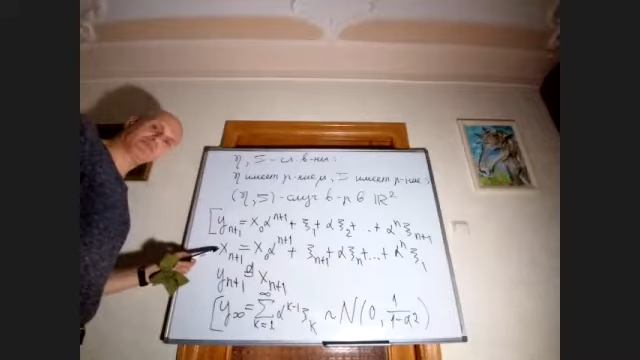 η, Ξ - сл. в-ны:
η имеет р-ние μ, Ξ имеет р-ние
(η, Ξ) - случ в-р в ℝ²
[y_{n+1} = x_0 α^{n+1} + ξ_1 + α ξ_2 + .. + α^n ξ_{n+1}
x_{n+1} = x_0 α^{n+1} + ξ_{n+1} + α ξ_n + ... + α^n ξ_1
y_{n+1} =^d x_{n+1}
[y_∞ = ∑_{k=1}^∞ α^{k-1} ξ_k ~ N(0, 1/(1-α²))